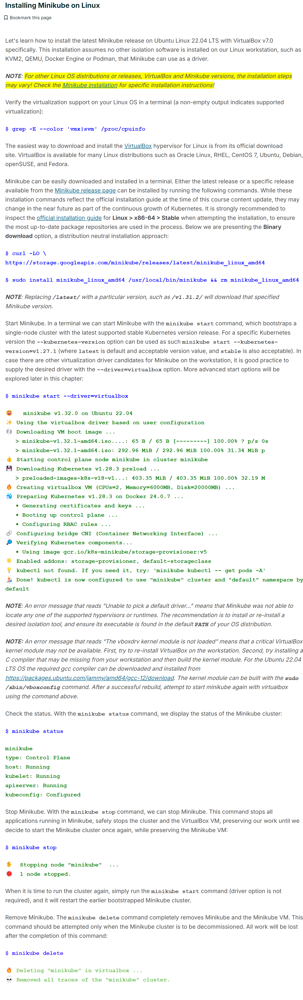 Installing Minikube on Linux
Bookmark this page
Let's learn how to install the latest Minikube release on Ubuntu Linux 22.04 LTS with VirtualBox v7.0
specifically. This installation assumes no other isolation software is installed on our Linux workstation, such as
KVM2, QEMU, Docker Engine or Podman, that Minikube can use as a driver.
NOTE: For other Linux OS distributions or releases, VirtualBox and Minikube versions, the installation steps
may vary! Check the Minikube installation for specific installation instructions!
Verify the virtualization support on your Linux OS in a terminal (a non-empty output indicates supported
virtualization):
$ grep -E --color 'vmx|svm' /proc/cpuinfo
The easiest way to download and install the VirtualBox hypervisor for Linux is from its official download
site. VirtualBox is available for many Linux distributions such as Oracle Linux, RHEL, CentOS 7, Ubuntu, Debian,
openSUSE, and Fedora.
Minikube can be easily downloaded and installed in a terminal. Either the latest release or a specific release
available from the Minikube release page can be installed by running the following commands. While these
installation commands reflect the official installation guide at the time of this course content update, they may
change in the near future as part of the continuous growth of Kubernetes. It is strongly recommended to
inspect the official installation guide for Linux > x86-64 > Stable when attempting the installation, to ensure
the most up-to-date package repositories are used in the process. Below we are presenting the Binary
download option, a distribution neutral installation approach:
$ curl -LO \
https://storage.googleapis.com/minikube/releases/latest/minikube_linux_amd64
$ sudo install minikube_linux_amd64 /usr/local/bin/minikube && rm minikube_linux_amd64
NOTE: Replacing /latest/ with a particular version, such as /v1.31.2/ will download that specified
Minikube version.
Start Minikube. In a terminal we can start Minikube with the minikube start command, which bootstraps a
single-node cluster with the latest supported stable Kubernetes version release. For a specific Kubernetes
version the --kubernetes-version option can be used as such minikube start --kubernetes-
version=v1.27.1 (where latest is default and acceptable version value, and stable is also acceptable). In
case there are other virtualization driver candidates for Minikube on the workstation, it is good practice to
supply the desired driver with the --driver=virtualbox option. More advanced start options will be
explored later in this chapter:
$ minikube start --driver=virtualbox
😄 minikube v1.32.0 on Ubuntu 22.04
✨ Using the virtualbox driver based on user configuration
💿 Downloading VM boot image ...
> minikube-v1.32.1-amd64.iso....: 65 B / 65 B [---------] 100.00% ? p/s 0s
> minikube-v1.32.1-amd64.iso: 292.96 MiB / 292.96 MiB 100.00% 31.34 MiB p
👍 Starting control plane node minikube in cluster minikube
💾 Downloading Kubernetes v1.28.3 preload ...
> preloaded-images-k8s-v18-v1...: 403.35 MiB / 403.35 MiB 100.00% 32.19 M
🔥 Creating virtualbox VM (CPUs=2, Memory=6000MB, Disk=20000MB) ...
🐳 Preparing Kubernetes v1.28.3 on Docker 24.0.7 ...
▪ Generating certificates and keys ...
▪ Booting up control plane ...
▪ Configuring RBAC rules ...
🔗 Configuring bridge CNI (Container Networking Interface) ...
🔎 Verifying Kubernetes components...
▪ Using image gcr.io/k8s-minikube/storage-provisioner:v5
🌟 Enabled addons: storage-provisioner, default-storageclass
💡 kubectl not found. If you need it, try: 'minikube kubectl -- get pods -A'
🏄 Done! kubectl is now configured to use "minikube" cluster and "default" namespace by
default
NOTE: An error message that reads "Unable to pick a default driver..." means that Minikube was not able to
locate any one of the supported hypervisors or runtimes. The recommendation is to install or re-install a
desired isolation tool, and ensure its executable is found in the default PATH of your OS distribution.
NOTE: An error message that reads “The vboxdrv kernel module is not loaded” means that a critical VirtualBox
kernel module may not be available. First, try to re-install VirtualBox on the workstation. Second, try installing a
C compiler that may be missing from your workstation and then build the kernel module. For the Ubuntu 22.04
LTS OS the required gcc compiler can be downloaded and installed from
https://packages.ubuntu.com/jammy/amd64/gcc-12/download. The kernel module can be built with the sudo
/sbin/vboxconfig command. After a successful rebuild, attempt to start minikube again with virtualbox
using the command above.
Check the status. With the minikube status command, we display the status of the Minikube cluster:
$ minikube status
minikube
type: Control Plane
host: Running
kubelet: Running
apiserver: Running
kubeconfig: Configured
Stop Minikube. With the minikube stop command, we can stop Minikube. This command stops all
applications running in Minikube, safely stops the cluster and the VirtualBox VM, preserving our work until we
decide to start the Minikube cluster once again, while preserving the Minikube VM:
$ minikube stop
✋ Stopping node "minikube" ...
🛑 1 node stopped.
When it is time to run the cluster again, simply run the minikube start command (driver option is not
required), and it will restart the earlier bootstrapped Minikube cluster.
Remove Minikube. The minikube delete command completely removes Minikube and the Minikube VM. This
command should be attempted only when the Minikube cluster is to be decommissioned. All work will be lost
after the completion of this command:
$ minikube delete
🔥 Deleting "minikube" in virtualbox ...
💀 Removed all traces of the "minikube" cluster.